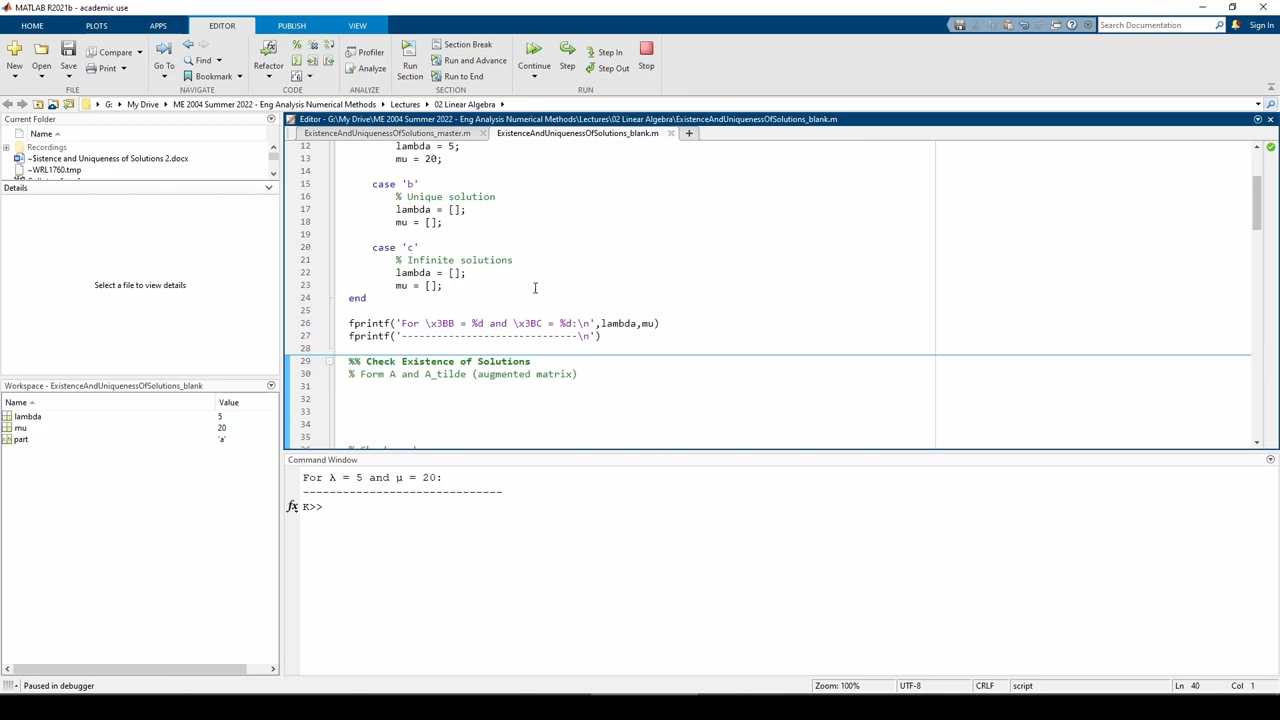 MATLAB R2021b - academic use
HOME PLOTS APPS EDITOR PUBLISH VIEW
Search Documentation
Sign In
New Open Save Compare Print
Go To Find Bookmark
Refactor
Profiler Analyze
Run Section Section Break Run and Advance Run to End
Continue Step Step In Step Out Stop
FILE NAVIGATE CODE ANALYZE SECTION RUN
G: My Drive ME 2004 Summer 2022 - Eng Analysis Numerical Methods Lectures 02 Linear Algebra
Current Folder
Name
Recordings
~Sistence and Uniqueness of Solutions 2.docx
~WRL1760.tmp
Details
Select a file to view details
Workspace - ExistenceAndUniquenessOfSolutions_blank
Name Value
lambda 5
mu 20
part 'a'
Editor - G:\My Drive\ME 2004 Summer 2022 - Eng Analysis Numerical Methods\Lectures\02 Linear Algebra\ExistenceAndUniquenessOfSolutions_blank.m
ExistenceAndUniquenessOfSolutions_master.m ExistenceAndUniquenessOfSolutions_blank.m
12 lambda = 5;
13 mu = 20;
14
15 case 'b'
16 % Unique solution
17 lambda = [];
18 mu = [];
19
20 case 'c'
21 % Infinite solutions
22 lambda = [];
23 mu = [];
24 end
25
26 fprintf('For \x3BB = %d and \x3BC = %d:\n',lambda,mu)
27 fprintf('------------------------------\n')
28
29 %% Check Existence of Solutions
30 % Form A and A_tilde (augmented matrix)
31
32
33
34
35
Command Window
For λ = 5 and μ = 20:
------------------------------
fx K>>
Paused in debugger
Zoom: 100% UTF-8 CRLF script Ln 40 Col 1